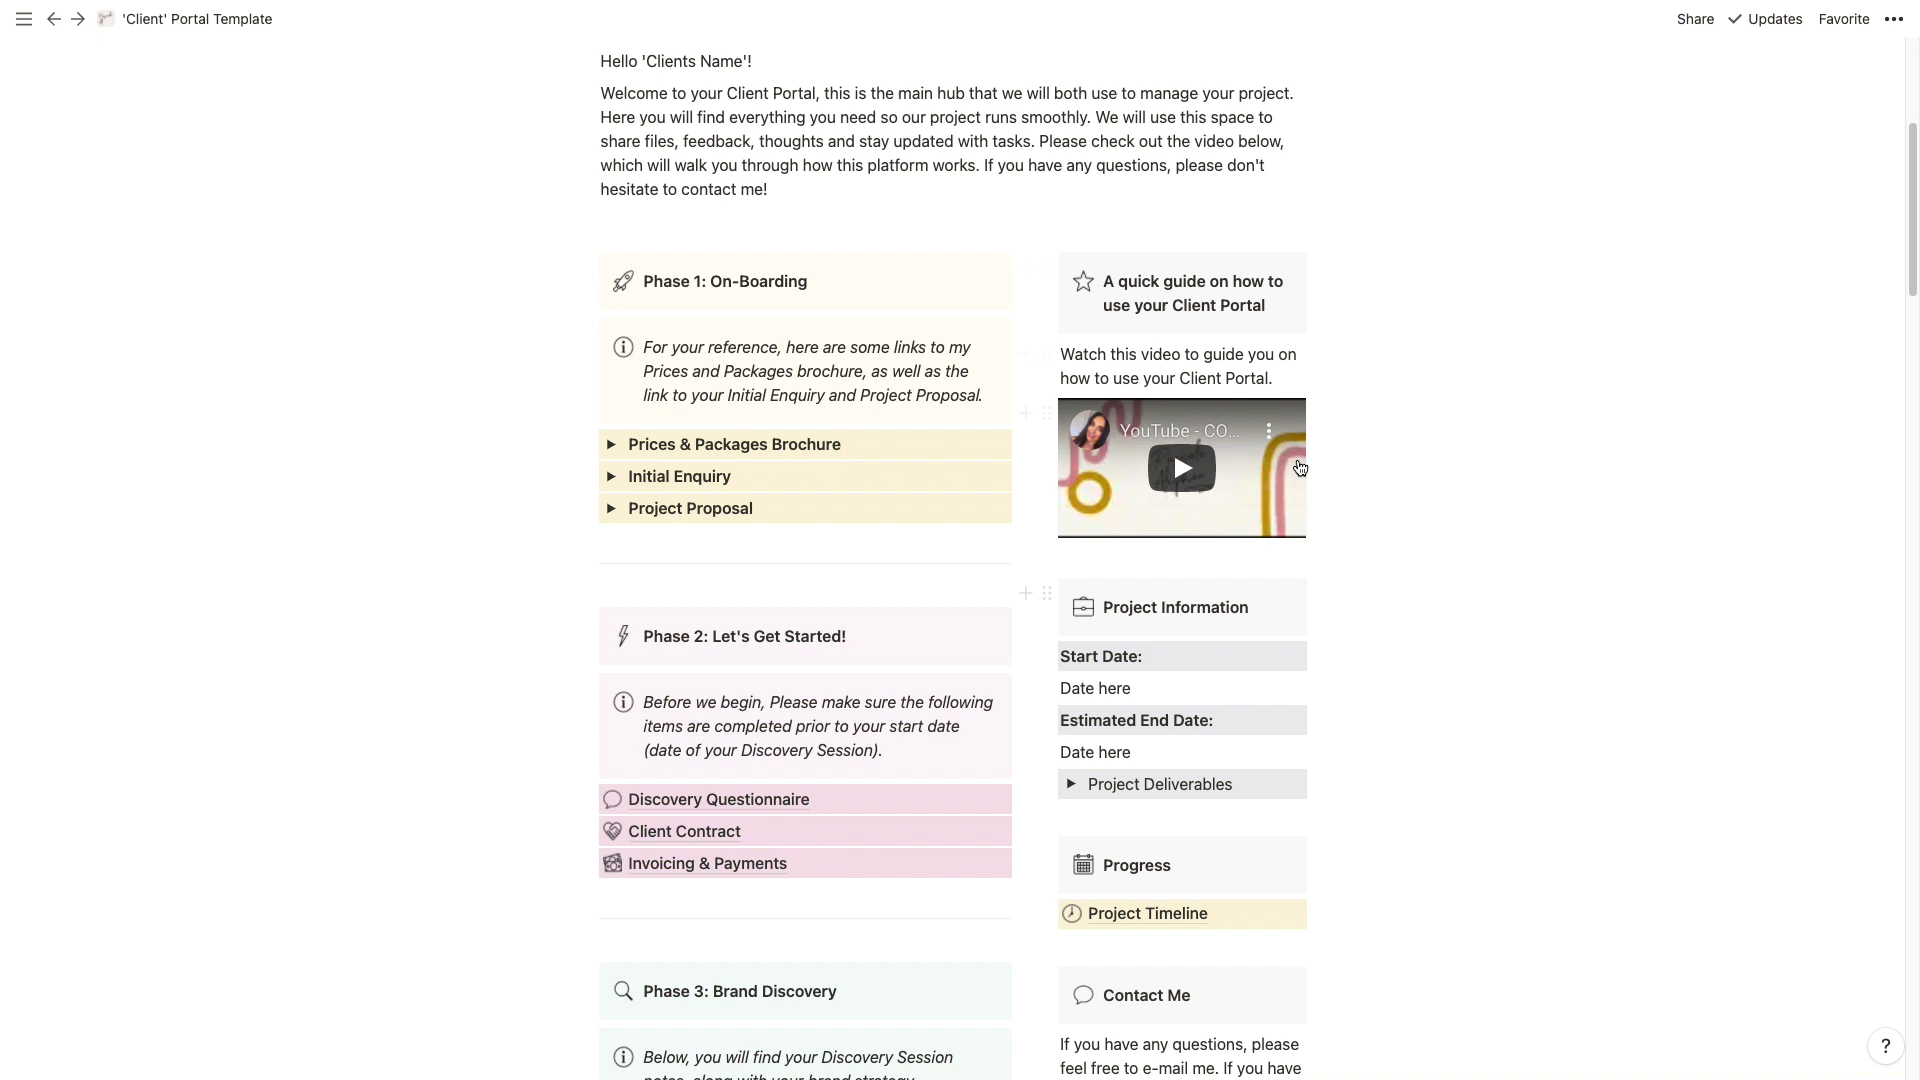 'Client' Portal Template
Share
Updates
Favorite
Hello 'Clients Name'!
Welcome to your Client Portal, this is the main hub that we will both use to manage your project.
Here you will find everything you need so our project runs smoothly. We will use this space to
share files, feedback, thoughts and stay updated with tasks. Please check out the video below,
which will walk you through how this platform works. If you have any questions, please don't
hesitate to contact me!
Phase 1: On-Boarding
For your reference, here are some links to my
Prices and Packages brochure, as well as the
link to your Initial Enquiry and Project Proposal.
Prices & Packages Brochure
Initial Enquiry
Project Proposal
Phase 2: Let's Get Started!
Before we begin, Please make sure the following
items are completed prior to your start date
(date of your Discovery Session).
Discovery Questionnaire
Client Contract
Invoicing & Payments
Phase 3: Brand Discovery
Below, you will find your Discovery Session
notes, along with your brand strategy
A quick guide on how to
use your Client Portal
Watch this video to guide you on
how to use your Client Portal.
YouTube - CO...
Project Information
Start Date:
Date here
Estimated End Date:
Date here
Project Deliverables
Progress
Project Timeline
Contact Me
If you have any questions, please
feel free to e-mail me. If you have
?